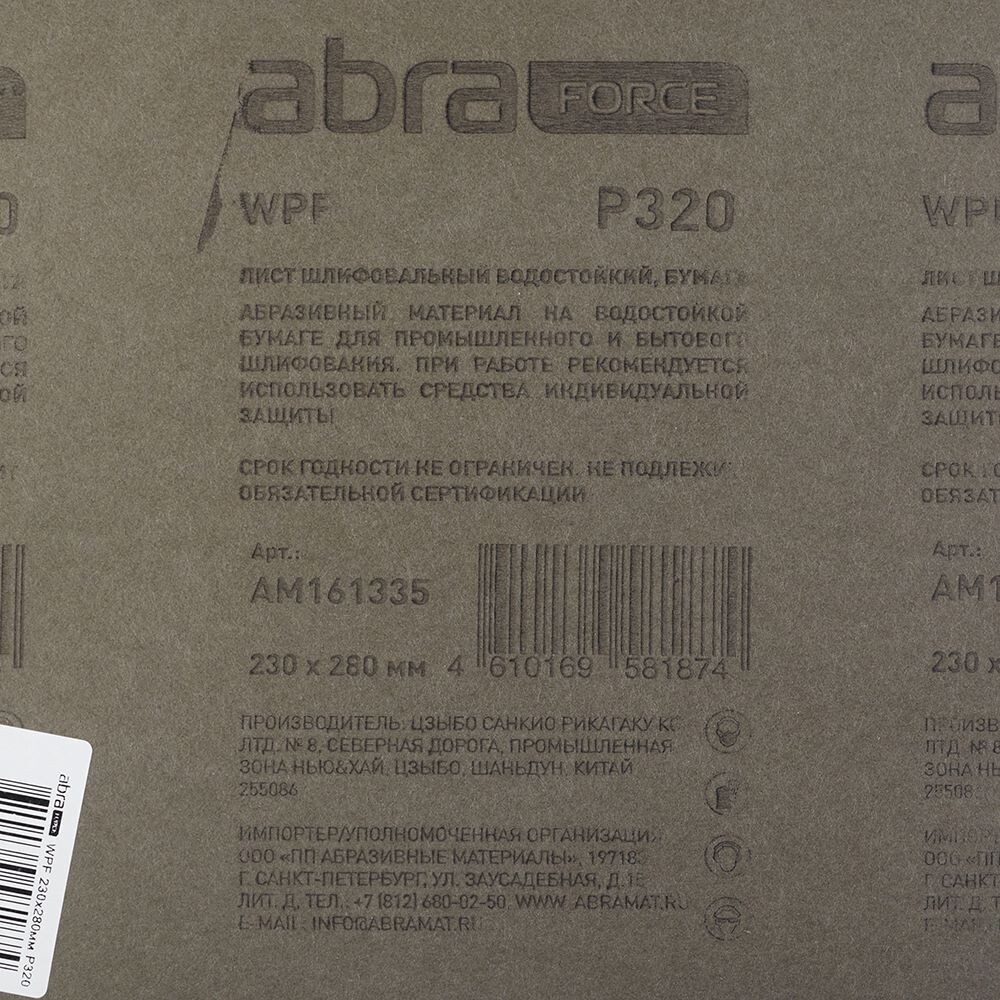 abra FORCE
WPF P320
ЛИСТ ШЛИФОВАЛЬНЫЙ ВОДОСТОЙКИЙ,
АБРАЗИВНЫЙ МАТЕРИАЛ НА ВОДОСТОЙКОЙ
БУМАГЕ ДЛЯ ПРОМЫШЛЕННОГО И БЫТОВОГО
ШЛИФОВАНИЯ. ПРИ РАБОТЕ РЕКОМЕНДУЕТСЯ
ИСПОЛЬЗОВАТЬ СРЕДСТВА ИНДИВИДУАЛЬНОЙ
ЗАЩИТЫ
СРОК ГОДНОСТИ НЕ ОГРАНИЧЕН. НЕ ПОДЛЕЖИТ
ОБЯЗАТЕЛЬНОЙ СЕРТИФИКАЦИИ
Арт.:
AM161335
230 x 280 мм 4 610169 581874
ПРОИЗВОДИТЕЛЬ: ЦЗЫБО САНКИО РИКАГАКУ КО
ЛТД. № 8, СЕВЕРНАЯ ДОРОГА, ПРОМЫШЛЕННАЯ
ЗОНА НЬЮ&ХАЙ, ЦЗЫБО, ШАНЬДУН, КИТАЙ
255086
ИМПОРТЕР/УПОЛНОМОЧЕННАЯ ОРГАНИЗАЦИЯ
ООО «ПП АБРАЗИВНЫЕ МАТЕРИАЛЫ», 197183
Г. САНКТ-ПЕТЕРБУРГ, УЛ. ЗАУСАДЕБНАЯ,
ЛИТ. Д, ТЕЛ.: +7 (812) 680-02-50, WWW.ABRAMAT.RU
E-MAIL: INFO@ABRAMAT.RU
abra FORCE
WPF 230x280мм P320